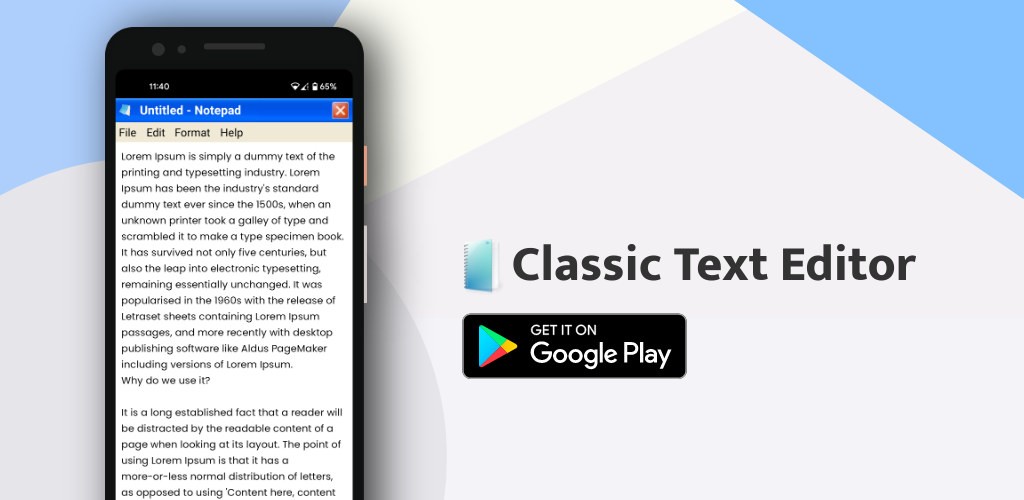 11:40
65%
Untitled - Notepad
File Edit Format Help
Lorem Ipsum is simply a dummy text of the
printing and typesetting industry. Lorem
Ipsum has been the industry's standard
dummy text ever since the 1500s, when an
unknown printer took a galley of type and
scrambled it to make a type specimen book.
It has survived not only five centuries, but
also the leap into electronic typesetting,
remaining essentially unchanged. It was
popularised in the 1960s with the release of
Letraset sheets containing Lorem Ipsum
passages, and more recently with desktop
publishing software like Aldus PageMaker
including versions of Lorem Ipsum.
Why do we use it?
It is a long established fact that a reader will
be distracted by the readable content of a
page when looking at its layout. The point of
using Lorem Ipsum is that it has a
more-or-less normal distribution of letters,
as opposed to using 'Content here, content
Classic Text Editor
GET IT ON
Google Play